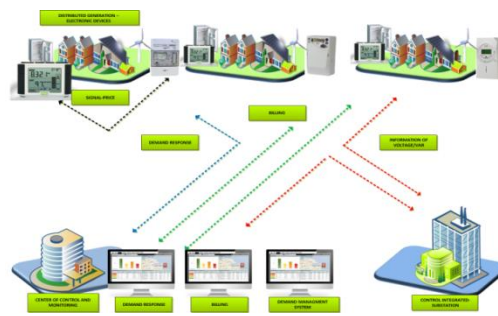 DISTRIBUTED GENERATION –
ELECTRONIC DEVICES
SIGNAL PRICE
BILLING
DEMAND RESPONSE
INFORMATION OF
VOLTAGE/VAR
CENTER OF CONTROL AND
MONITORING
DEMAND RESPONSE
BILLING
DEMAND MANAGEMENT
SYSTEM
CONTROL INTEGRATED
SUBSTATION